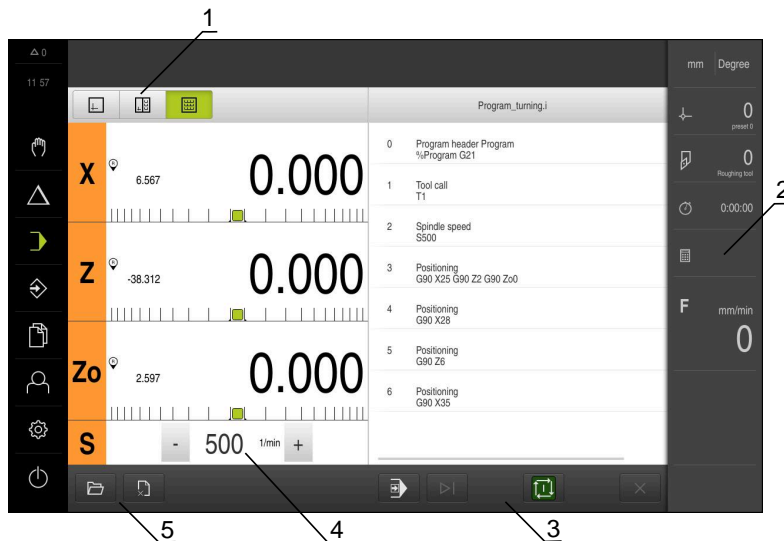 1
△ 0
11 57
mm Degree
Program_turning.i
0
preset 0
0
Roughing tool
0:00:00
2
F mm/min
0
X R 6.567 0.000
Z R -38.312 0.000
Zo R 2.597 0.000
S - 500 1/min +
0 Program header Program
%Program G21
1 Tool call
T1
2 Spindle speed
S500
3 Positioning
G90 X25 G90 Z2 G90 Zo0
4 Positioning
G90 X28
5 Positioning
G90 Z6
6 Positioning
G90 X35
5
4
3